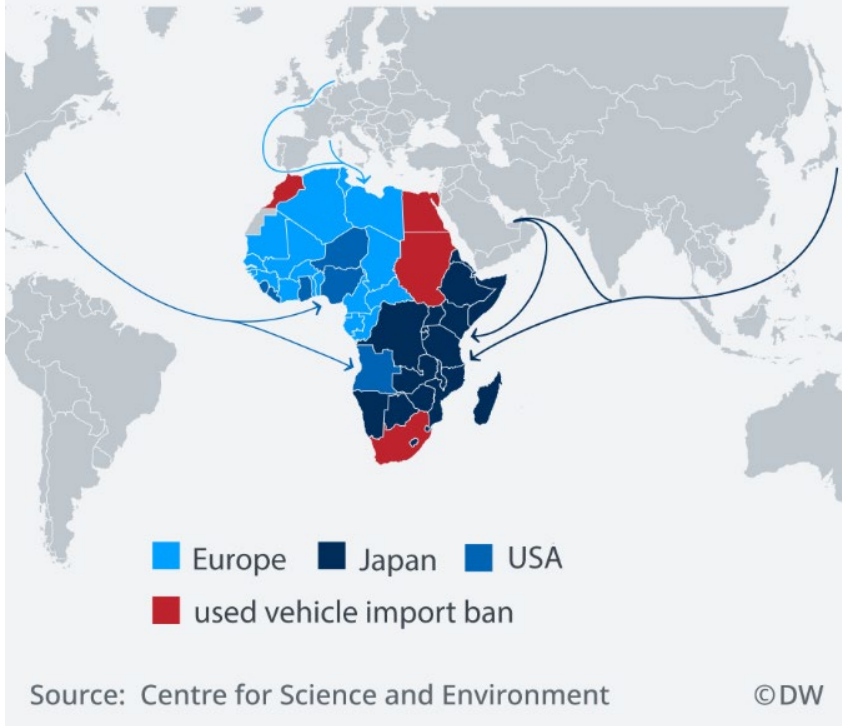 Europe Japan USA
used vehicle import ban
Source: Centre for Science and Environment ©DW